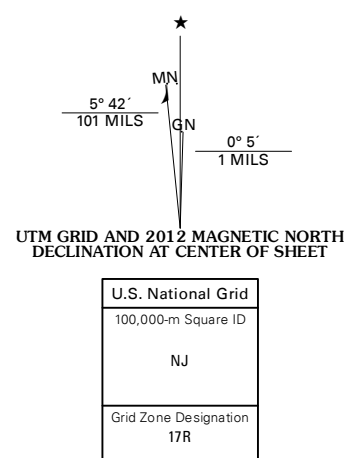 ★
MN
GN
5° 42´
101 MILS
0° 5´
1 MILS
UTM GRID AND 2012 MAGNETIC NORTH
DECLINATION AT CENTER OF SHEET
U.S. National Grid
100,000-m Square ID
NJ
Grid Zone Designation
17R